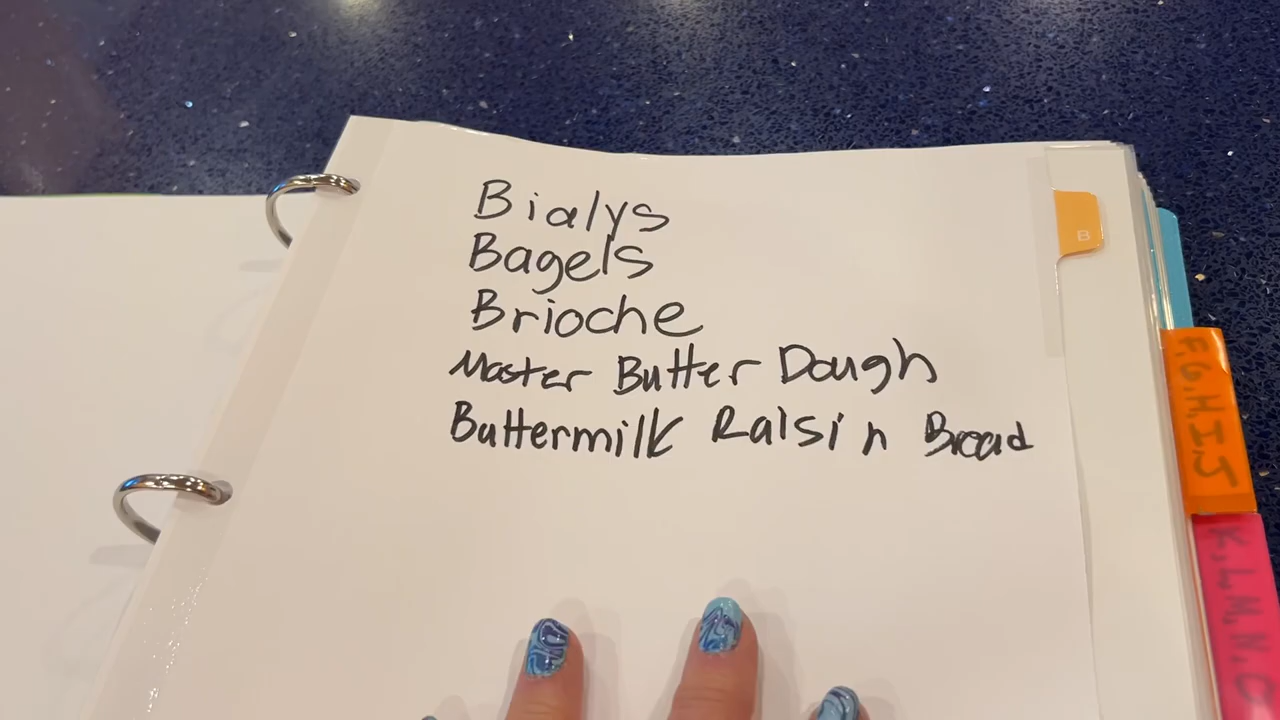 Bialys
Bagels
Brioche
Master Butter Dough
Buttermilk Raisin Bread
B
F, G, H, I, J
K, L, M, N, O